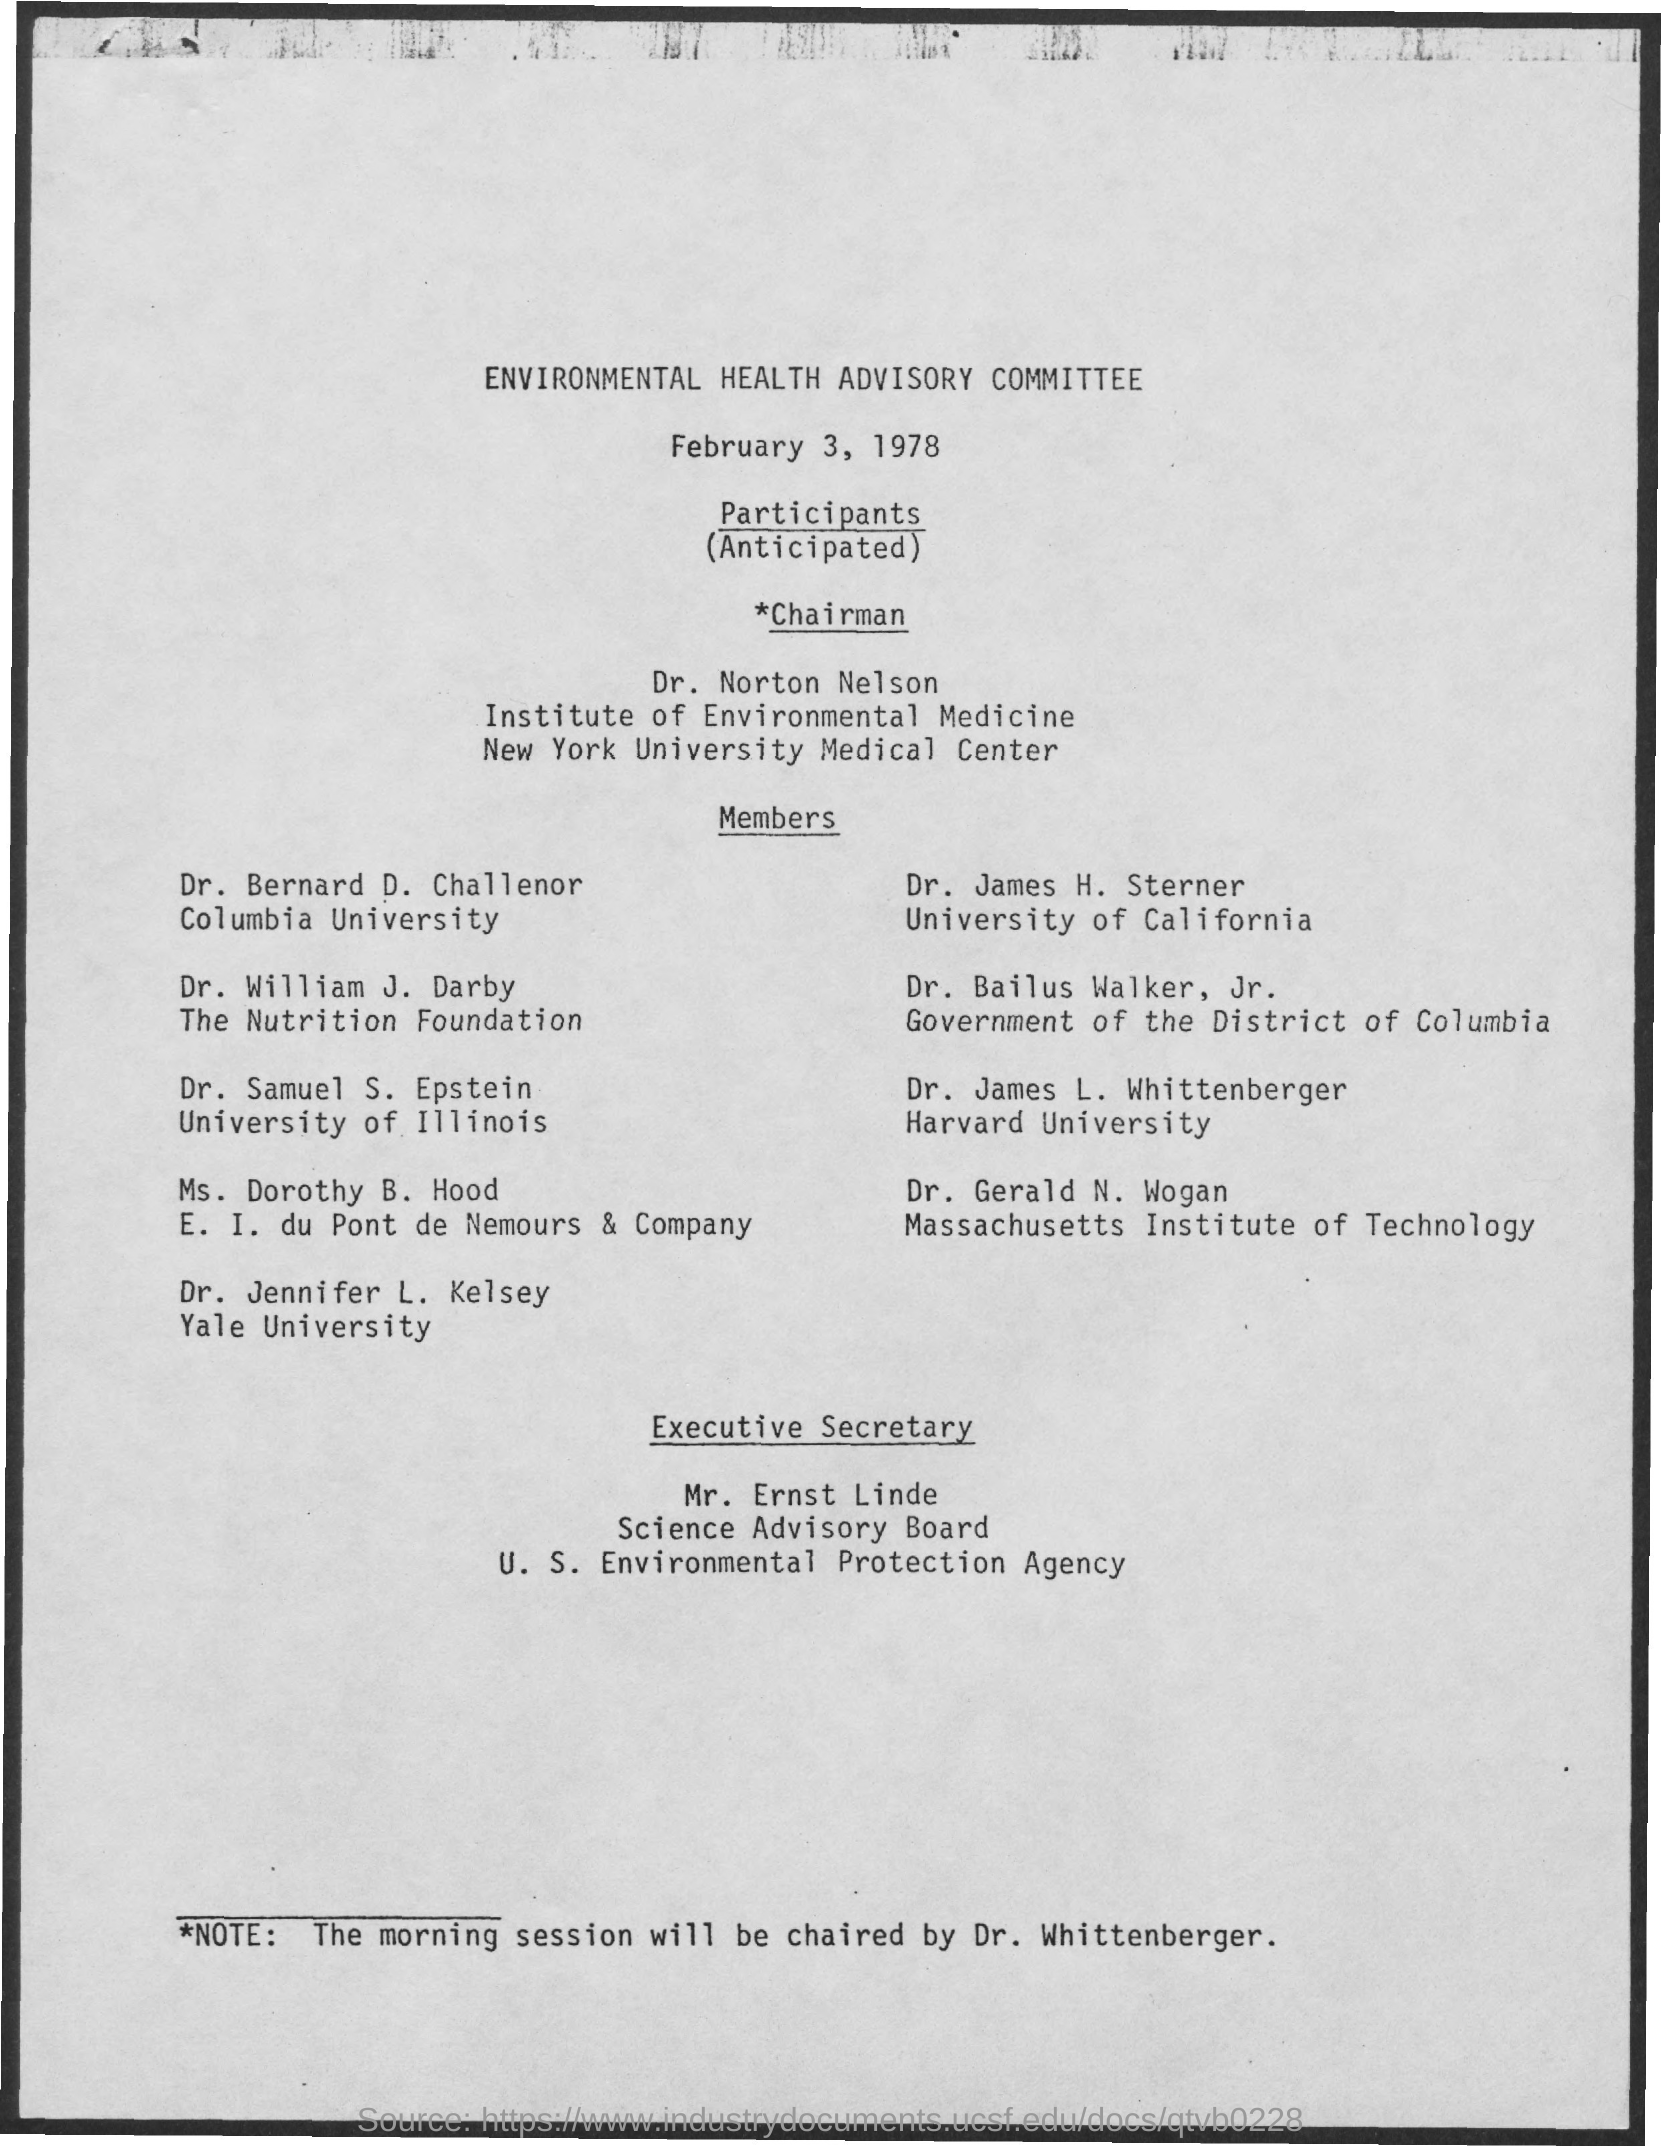 ENVIRONMENTAL HEALTH ADVISORY COMMITTEE
February 3, 1978
Participants
(Anticipated)
*Chairman
Dr. Norton Nelson
Institute of Environmental Medicine
New York University Medical Center
Members
Dr. Bernard D. Challenor
Columbia University
Dr. William J. Darby
The Nutrition Foundation
Dr. Samuel S. Epstein
University of Illinois
Ms. Dorothy B. Hood
E. I. du Pont de Nemours & Company
Dr. Jennifer L. Kelsey
Yale University
Dr. James H. Sterner
University of California
Dr. Bailus Walker, Jr.
Government of the District of Columbia
Dr. James L. Whittenberger
Harvard University
Dr. Gerald N. Wogan
Massachusetts Institute of Technology
Executive Secretary
Mr. Ernst Linde
Science Advisory Board
U. S. Environmental Protection Agency
*NOTE: The morning session will be chaired by Dr. Whittenberger.
Source: https://www.industrydocuments.ucsf.edu/docs/qtvb0228